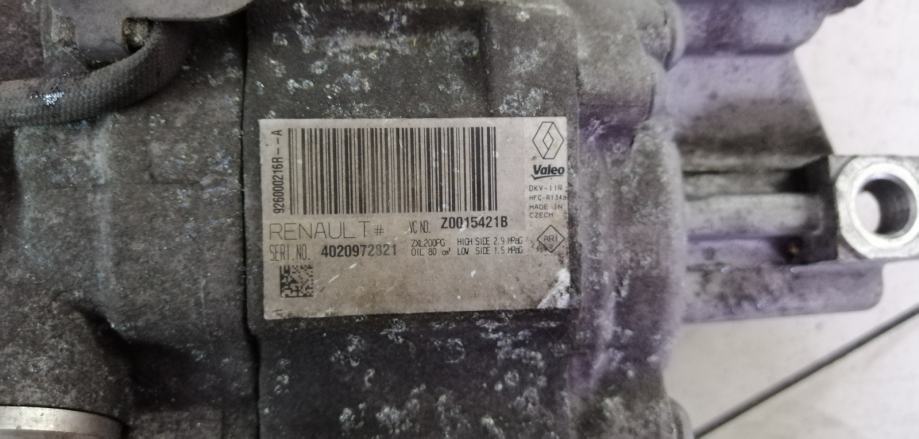 926000216R--A
Valeo
DKV-11R
HFC-R134a
MADE IN
CZECH
RENAULT# VC NO. Z0015421B
SERI.NO. 4020972321
ZXL200PG HIGH SIDE 2.9 MPaG
OIL 80 cm³ LOW SIDE 1.5 MPaG
ARI